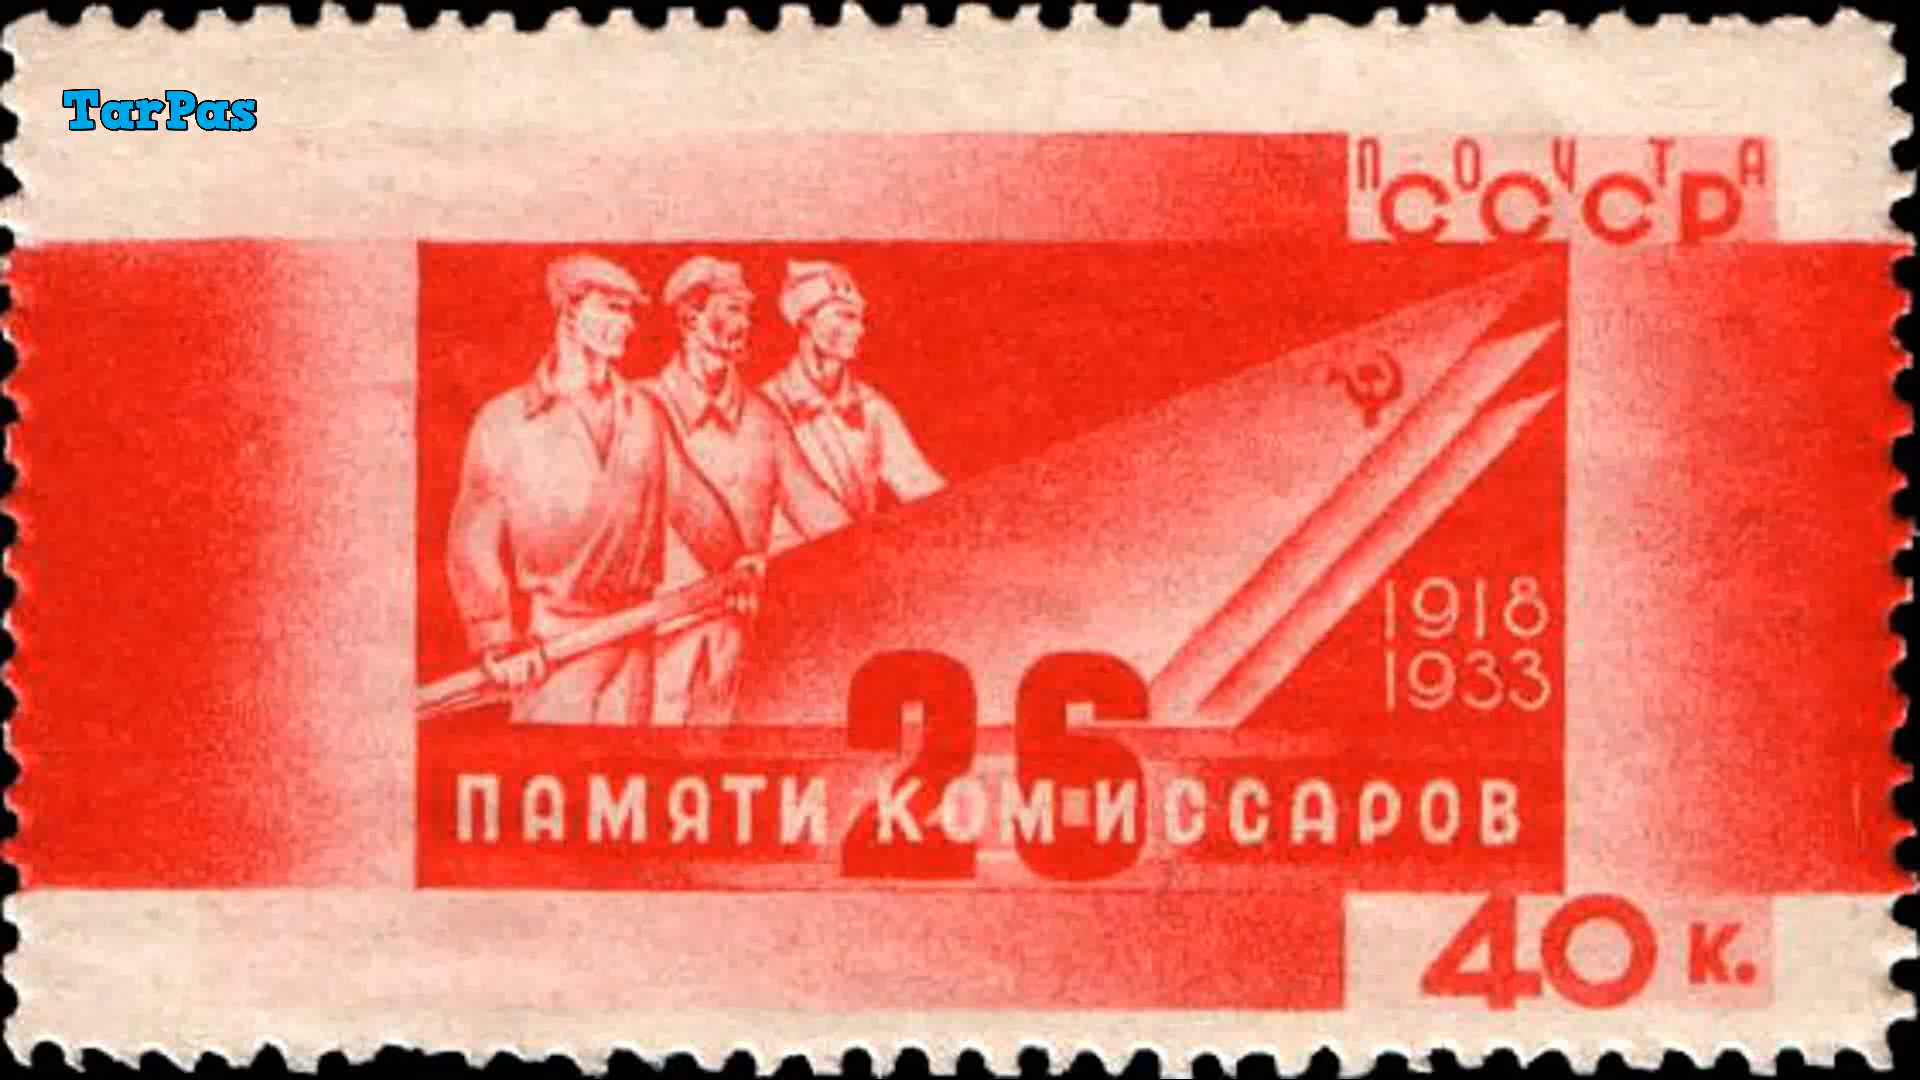 TarPas
ПОЧТА
СССР
1918
1933
26
ПАМЯТИ КОМИССАРОВ
40 к.